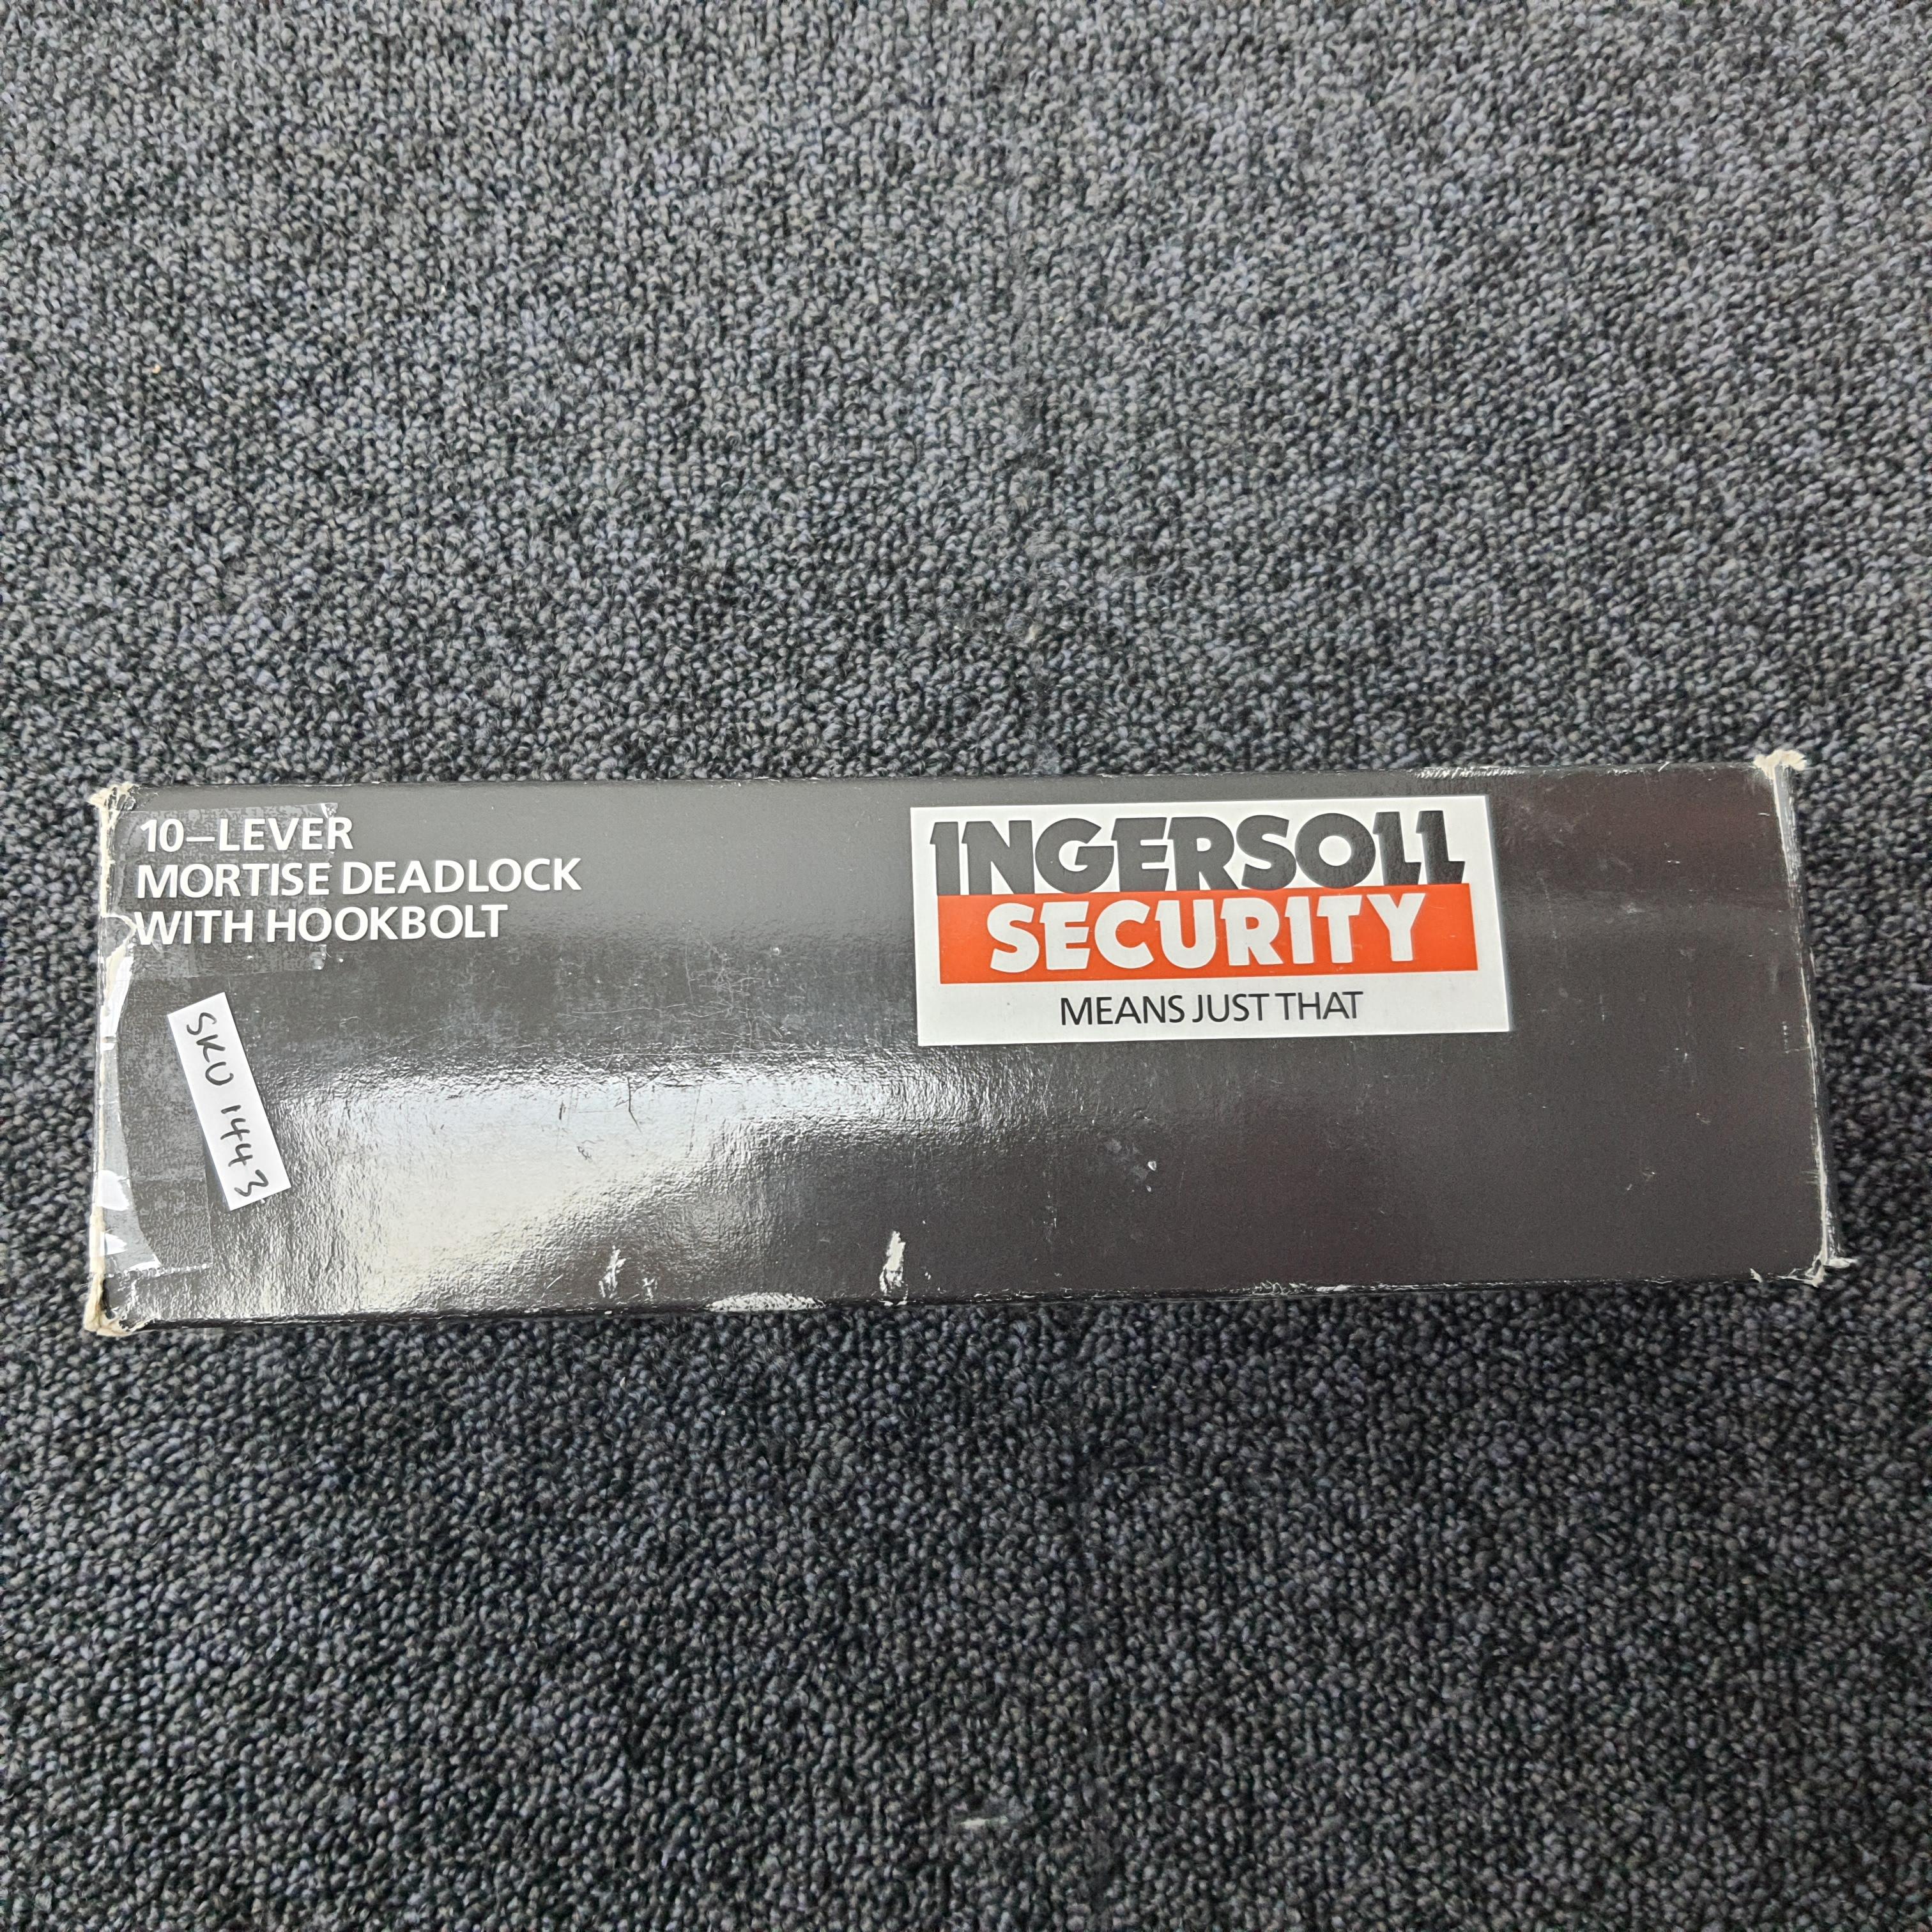 10–LEVER
MORTISE DEADLOCK
WITH HOOKBOLT
INGERSOLL
SECURITY
MEANS JUST THAT
SKU 1443